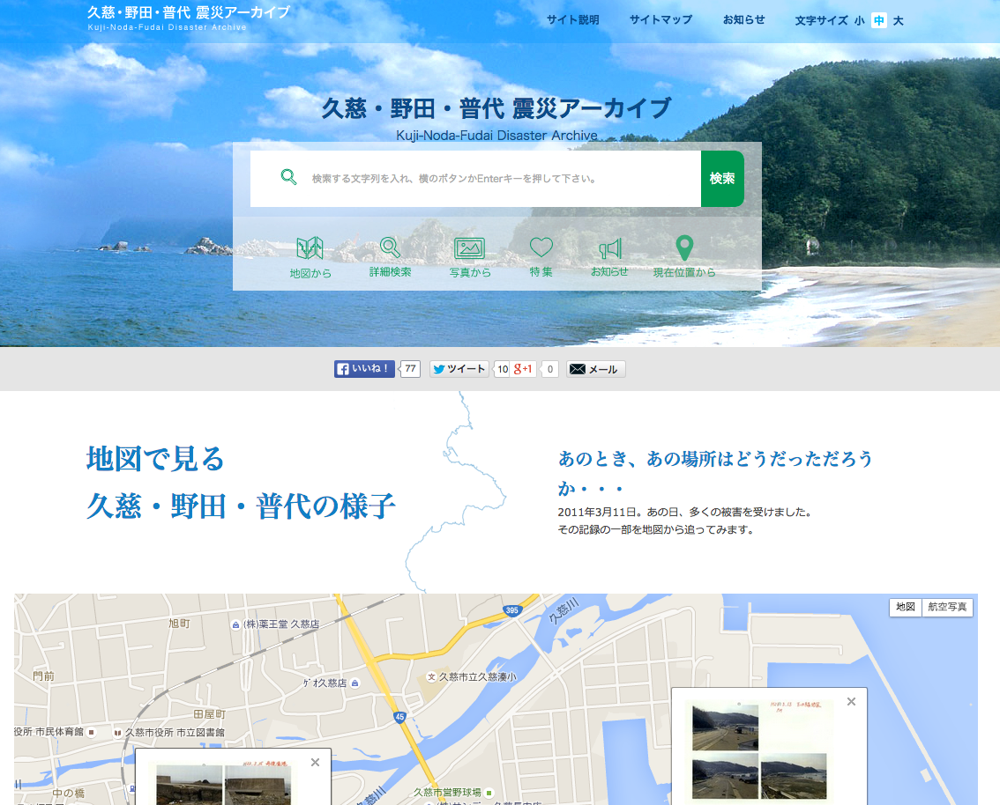 久慈・野田・普代 震災アーカイブ
Kuji-Noda-Fudai Disaster Archive
サイト説明 サイトマップ お知らせ 文字サイズ 小 中 大
久慈・野田・普代 震災アーカイブ
Kuji-Noda-Fudai Disaster Archive
検索する文字列を入れ、横のボタンかEnterキーを押して下さい。 検索
地図から 詳細検索 写真から 特集 お知らせ 現在位置から
いいね！ 77 ツイート 10 g+1 0 メール
地図で見る
久慈・野田・普代の様子
あのとき、あの場所はどうだっただろう
か・・・
2011年3月11日。あの日、多くの被害を受けました。
その記録の一部を地図から追ってみます。
地図 航空写真
395
久慈川
旭町
(株)薬王堂 久慈店
門前
ゲオ久慈店
文 久慈市立久慈湊小
田屋町
45
役所 市民体育館
久慈市役所 市立図書館
中の橋
久慈川
久慈市営野球場